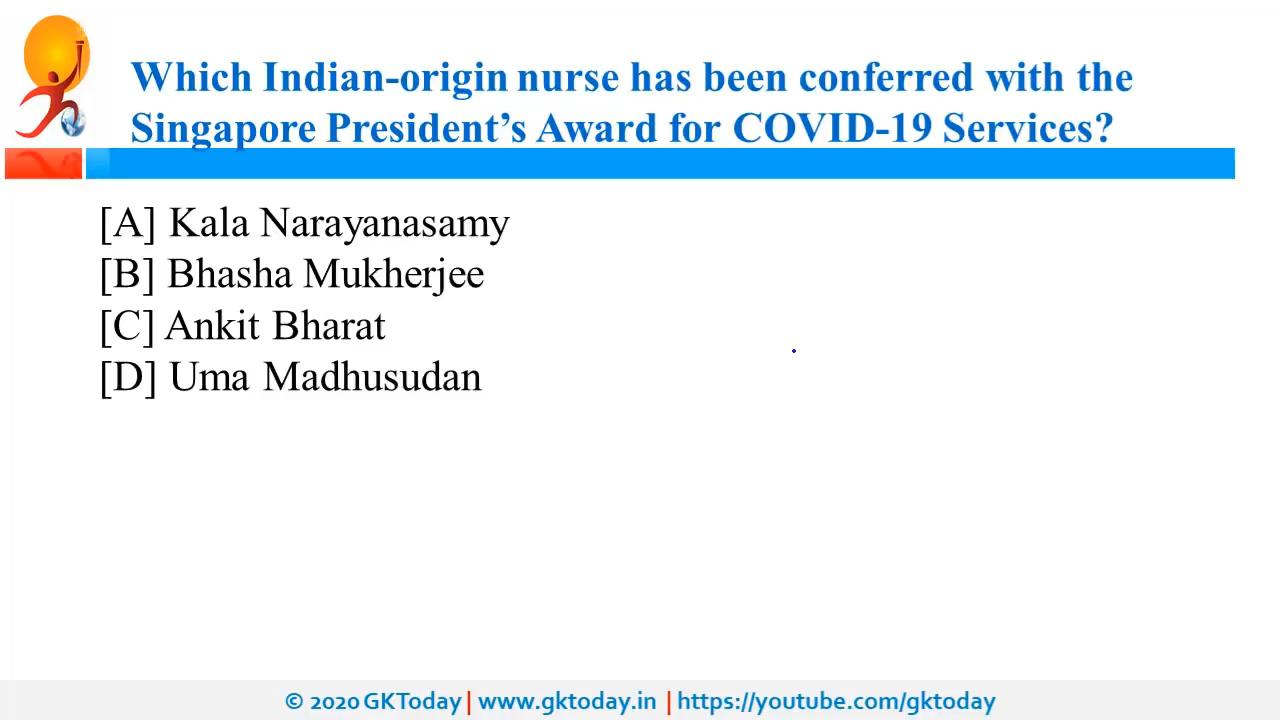 Which Indian-origin nurse has been conferred with the
Singapore President’s Award for COVID-19 Services?
[A] Kala Narayanasamy
[B] Bhasha Mukherjee
[C] Ankit Bharat
[D] Uma Madhusudan
© 2020 GKToday | www.gktoday.in | https://youtube.com/gktoday